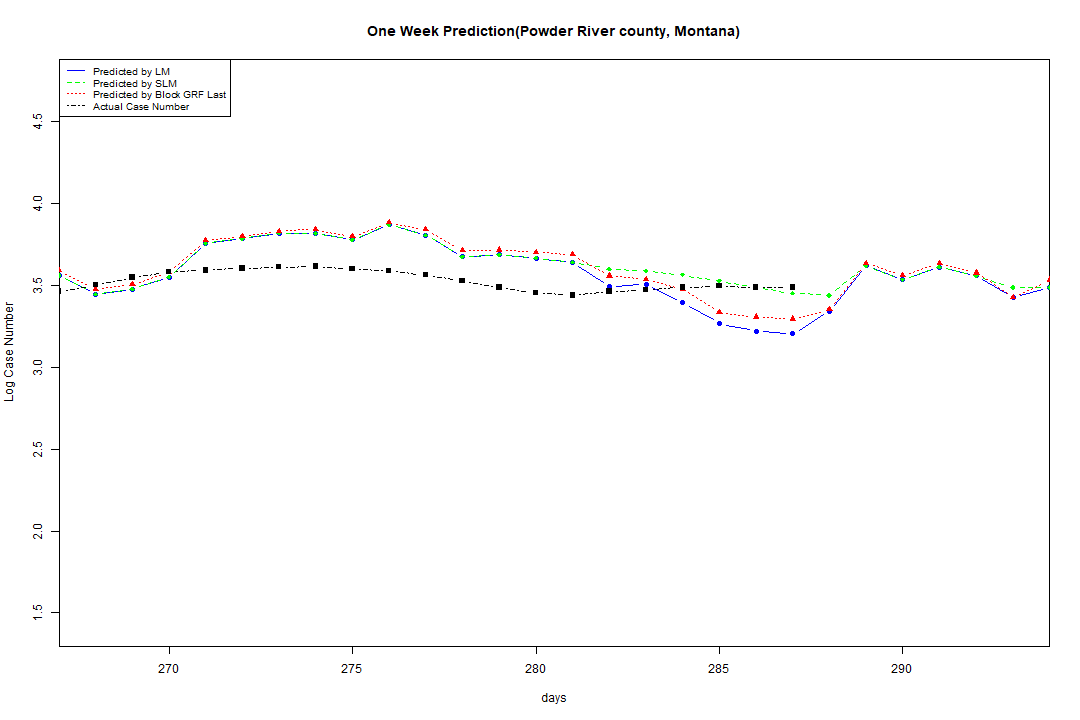 One Week Prediction(Powder River county, Montana)
Predicted by LM
Predicted by SLM
Predicted by Block GRF Last
Actual Case Number
4.5
4.0
3.5
3.0
2.5
2.0
1.5
Log Case Number
270
275
280
285
290
days